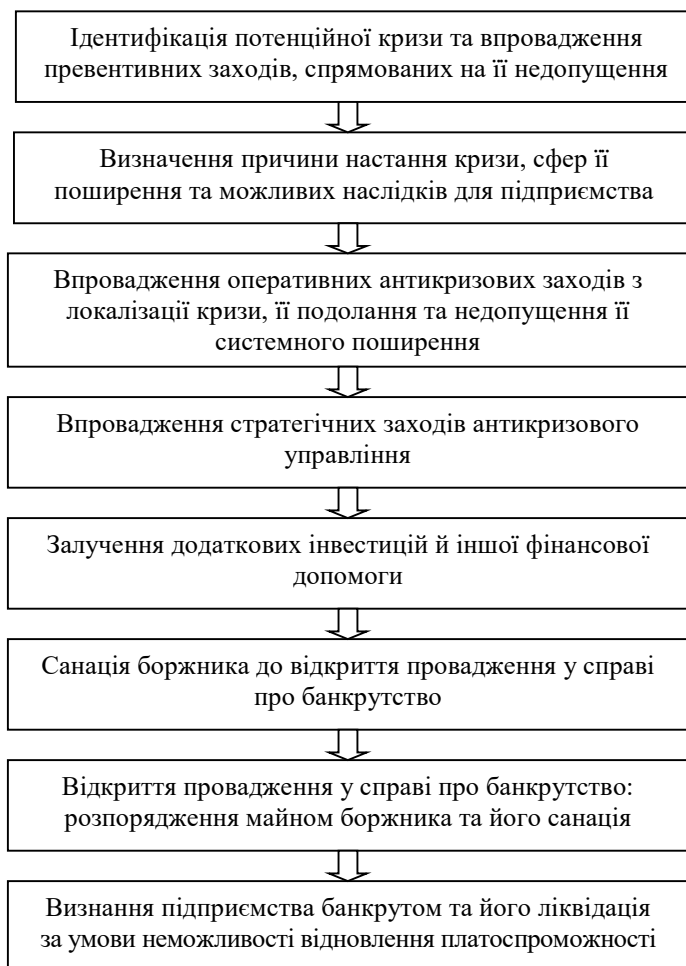 Ідентифікація потенційної кризи та впровадження
превентивних заходів, спрямованих на її недопущення
Визначення причини настання кризи, сфер її
поширення та можливих наслідків для підприємства
Впровадження оперативних антикризових заходів з
локалізації кризи, її подолання та недопущення її
системного поширення
Впровадження стратегічних заходів антикризового
управління
Залучення додаткових інвестицій й іншої фінансової
допомоги
Санація боржника до відкриття провадження у справі
про банкрутство
Відкриття провадження у справі про банкрутство:
розпорядження майном боржника та його санація
Визнання підприємства банкрутом та його ліквідація
за умови неможливості відновлення платоспроможності